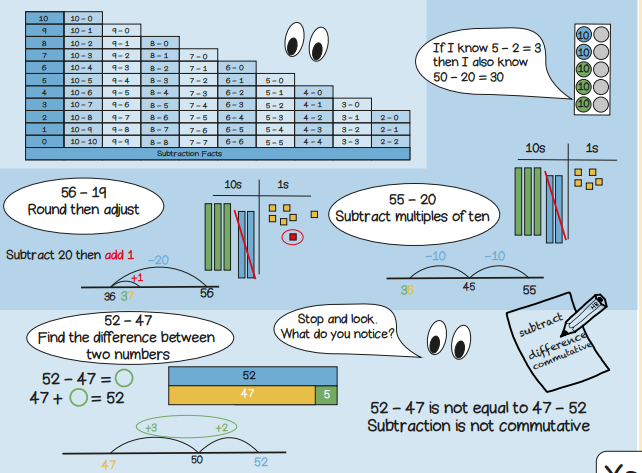 10 10 – 0
9 10 – 1 9 – 0
8 10 – 2 9 – 1 8 – 0
7 10 – 3 9 – 2 8 – 1 7 – 0
6 10 – 4 9 – 3 8 – 2 7 – 1 6 – 0
5 10 – 5 9 – 4 8 – 3 7 – 2 6 – 1 5 – 0
4 10 – 6 9 – 5 8 – 4 7 – 3 6 – 2 5 – 1 4 – 0
3 10 – 7 9 – 6 8 – 5 7 – 4 6 – 3 5 – 2 4 – 1 3 – 0
2 10 – 8 9 – 7 8 – 6 7 – 5 6 – 4 5 – 3 4 – 2 3 – 1 2 – 0
1 10 – 9 9 – 8 8 – 7 7 – 6 6 – 5 5 – 4 4 – 3 3 – 2 2 – 1
0 10 – 10 9 – 9 8 – 8 7 – 7 6 – 6 5 – 5 4 – 4 3 – 3 2 – 2
Subtraction Facts
If I know 5 – 2 = 3
then I also know
50 – 20 = 30
10
10
10
10
10
56 – 19
Round then adjust
10s 1s
Subtract 20 then add 1
–20
+1
36 37 56
55 – 20
Subtract multiples of ten
10s 1s
–10 –10
35 45 55
52 – 47
Find the difference between
two numbers
52 – 47 =
47 + = 52
52
47 5
+3 +2
47 50 52
Stop and look.
What do you notice?
subtract
difference
commutative
52 – 47 is not equal to 47 – 52
Subtraction is not commutative